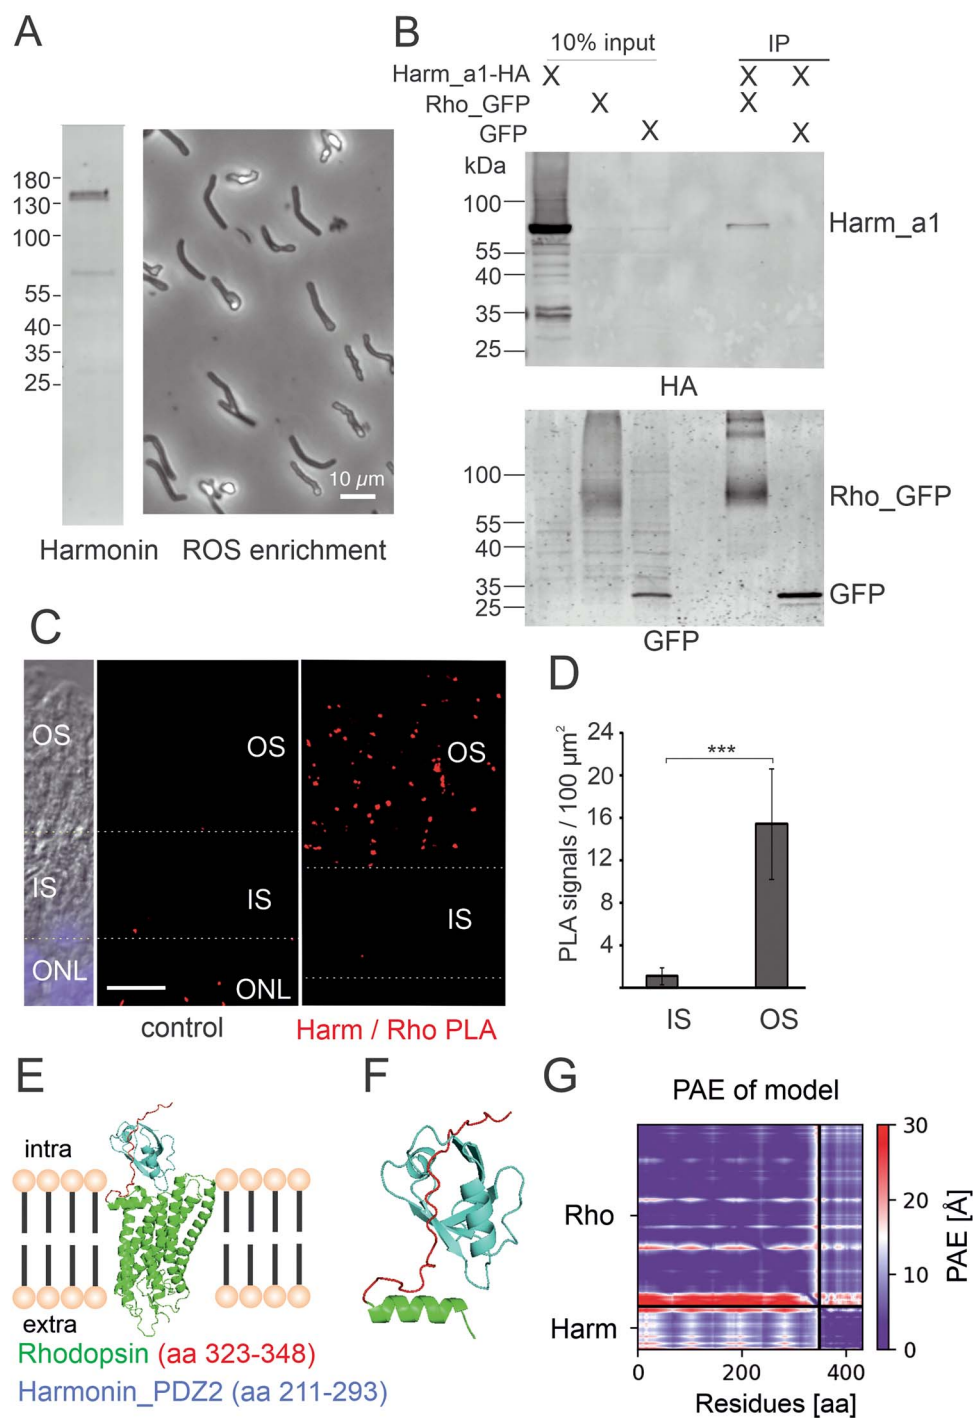 A
180
130
100
55
40
35
25
10 µm
Harmonin
ROS enrichment
B
10% input
IP
Harm_a1-HA X X X
Rho_GFP X X
GFP X X
kDa
100
55
40
35
25
Harm_a1
HA
100
55
40
35
25
Rho_GFP
GFP
GFP
C
OS
IS
ONL
OS
IS
ONL
control
OS
IS
Harm / Rho PLA
D
PLA signals / 100 µm²
24
20
16
12
8
4
***
IS
OS
E
intra
extra
Rhodopsin (aa 323-348)
Harmonin_PDZ2 (aa 211-293)
F
G
PAE of model
Rho
Harm
0
200
400
Residues [aa]
30
20
10
0
PAE [Å]